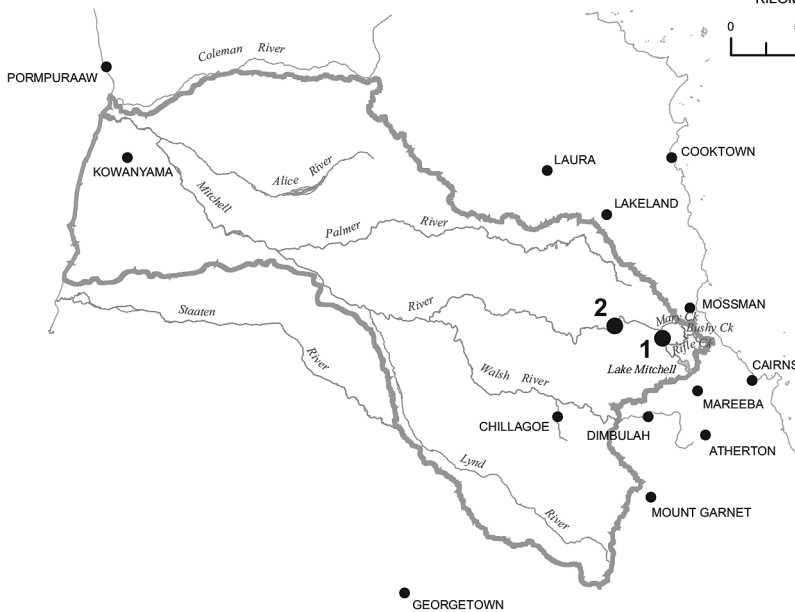 KILOM
0
Coleman River
PORMPURAAW
COOKTOWN
LAURA
KOWANYAMA
Alice River
Mitchell
LAKELAND
Palmer River
Staaten
River
River
2
MOSSMAN
Mary Ck
Bushy Ck
1
Rifle Ck
Lake Mitchell
CAIRNS
Walsh River
MAREEBA
CHILLAGOE
DIMBULAH
ATHERTON
Lynd
River
MOUNT GARNET
GEORGETOWN